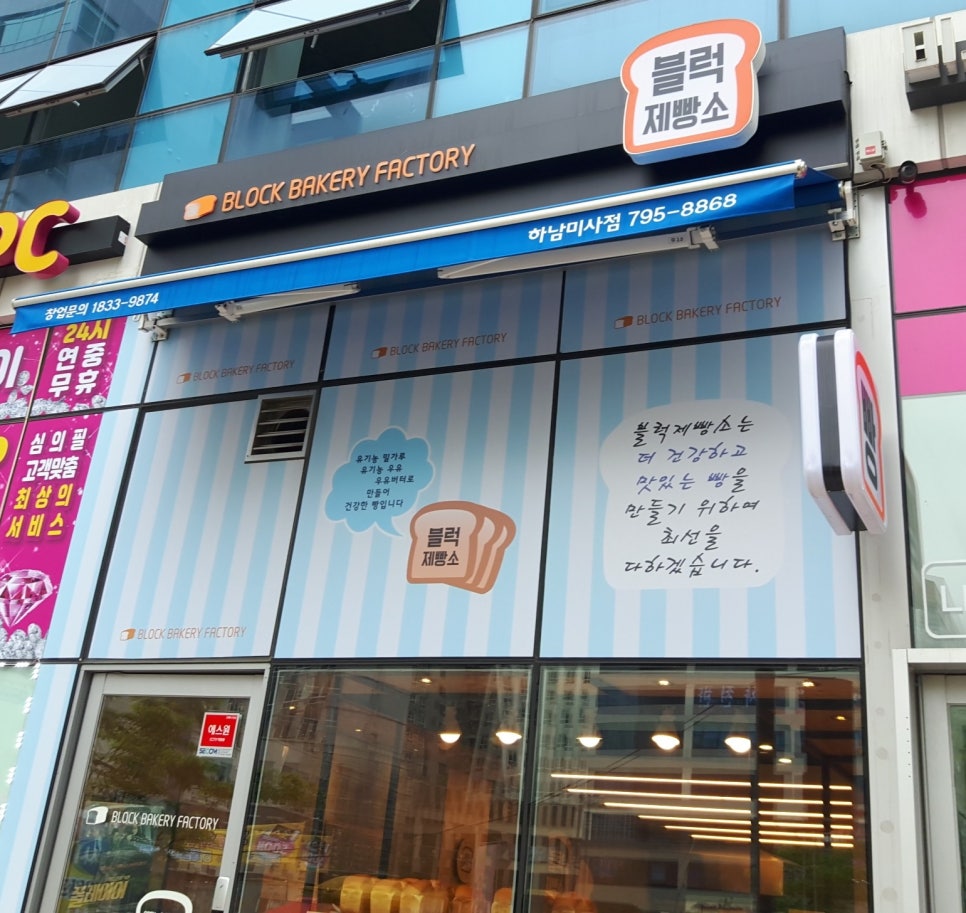 블럭
제빵소
BLOCK BAKERY FACTORY
PC
하남미사점 795-8868
창업문의 1833-9874
24시
연중
무휴
심의필
고객맞춤
최상의
서비스
BLOCK BAKERY FACTORY
BLOCK BAKERY FACTORY
BLOCK BAKERY FACTORY
유기농 밀가루
유기농 우유
우유버터로
만들어
건강한 빵입니다
블럭
제빵소
블럭제빵소는
더 건강하고
맛있는 빵을
만들기 위하여
최선을
다하겠습니다.
BLOCK BAKERY FACTORY
에스원
SECOM
BLOCK BAKERY FACTORY